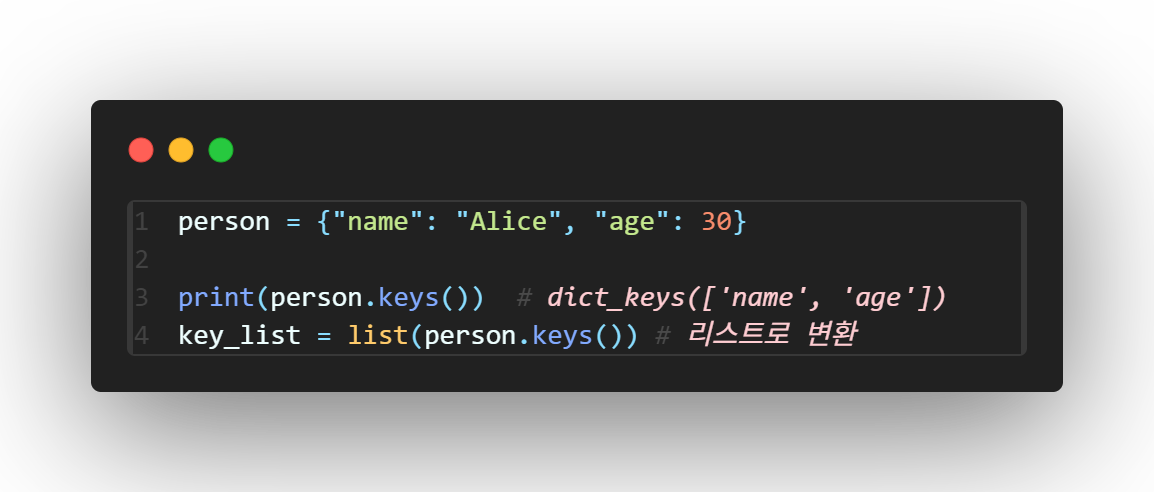 1 person = {"name": "Alice", "age": 30}
2
3 print(person.keys())  # dict_keys(['name', 'age'])
4 key_list = list(person.keys()) # 리스트로 변환